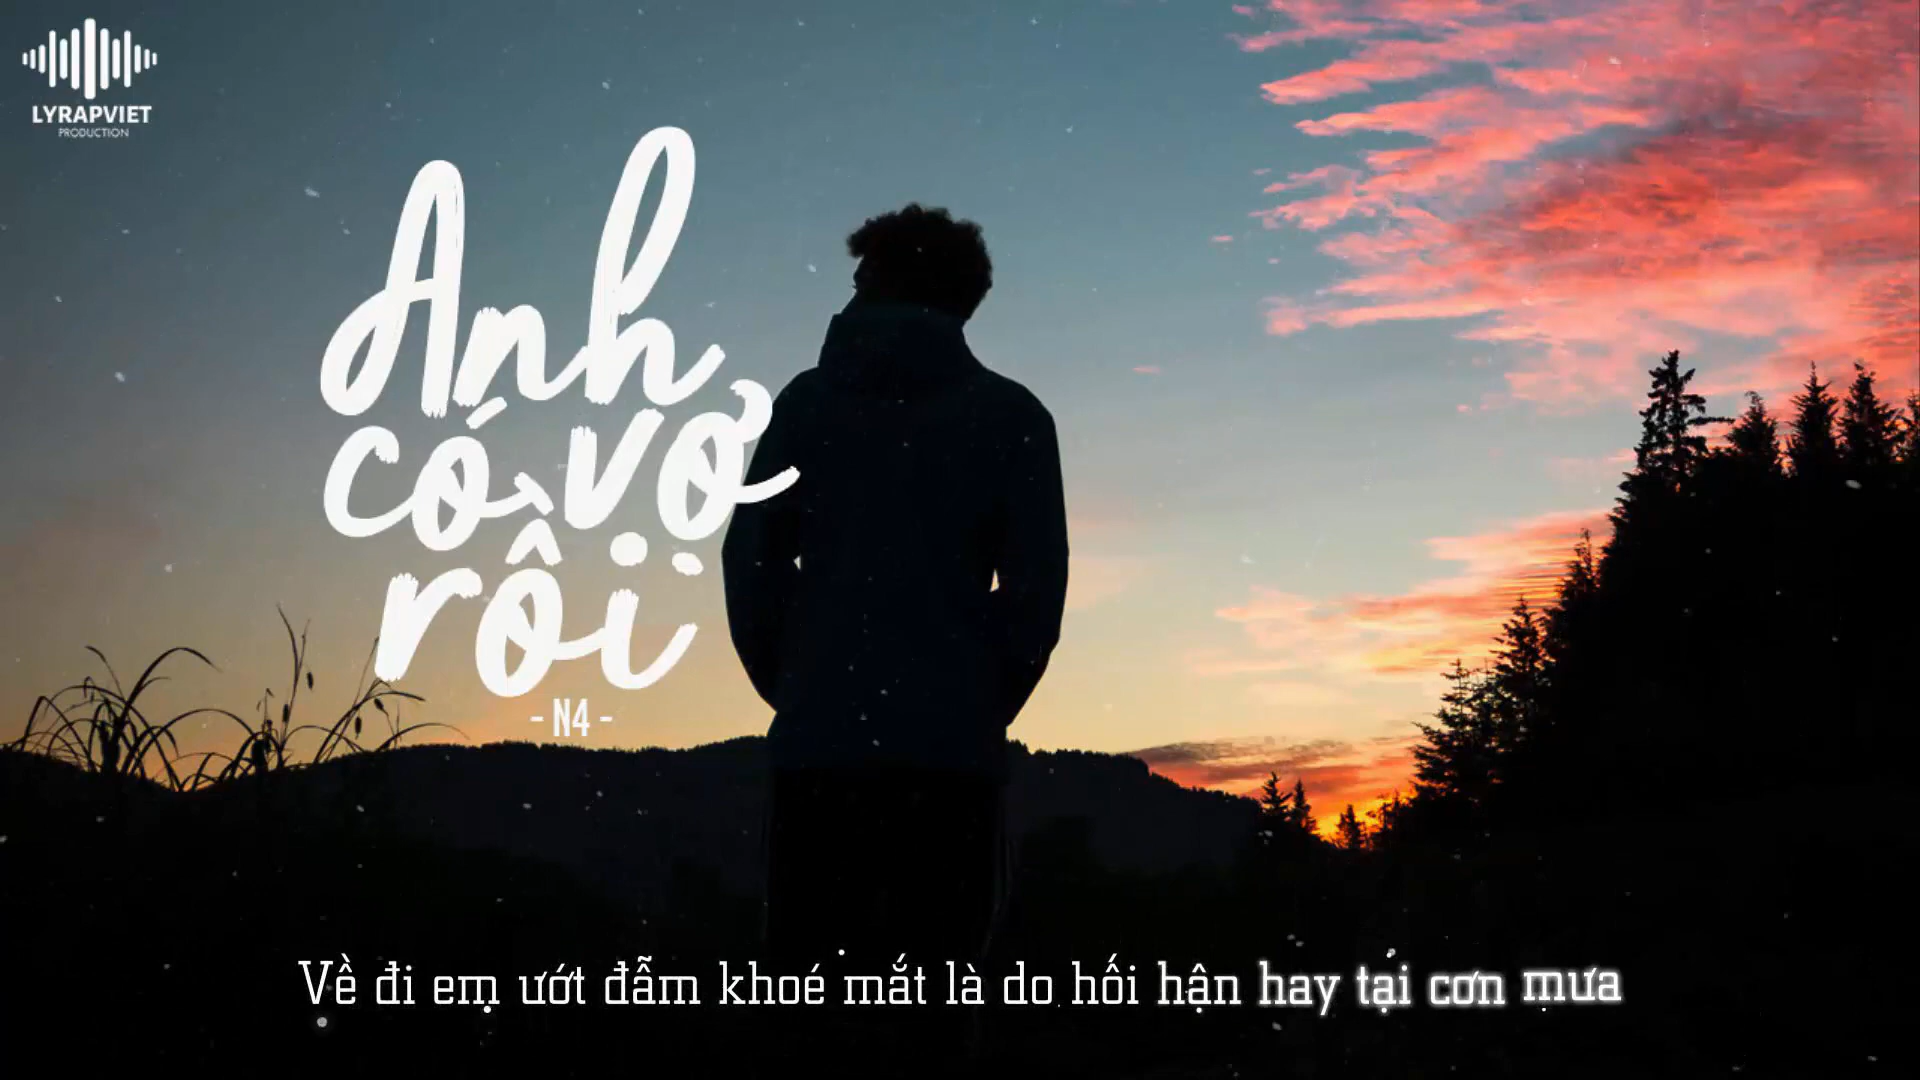 LYRAPVIET
PRODUCTION
Anh
có vợ
rồi
- N4 -
Về đi em ướt đẫm khoé mắt là do hối hận hay tại cơn mưa